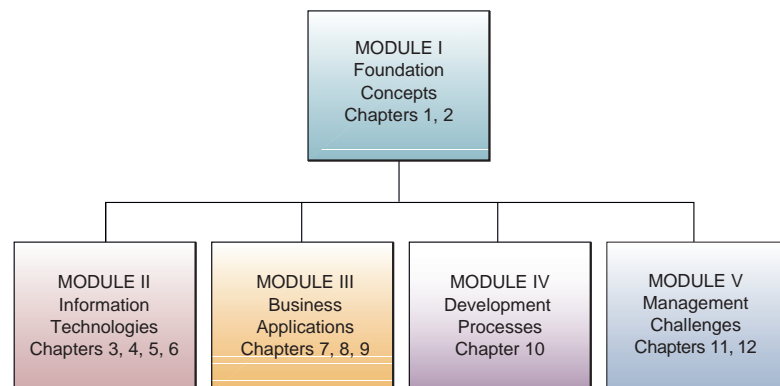 MODULE I
Foundation
Concepts
Chapters 1, 2
MODULE II
Information
Technologies
Chapters 3, 4, 5, 6
MODULE III
Business
Applications
Chapters 7, 8, 9
MODULE IV
Development
Processes
Chapter 10
MODULE V
Management
Challenges
Chapters 11, 12